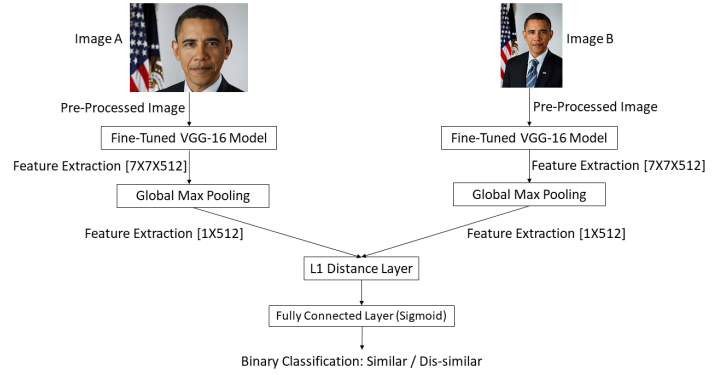 Image A
Image B
Pre-Processed Image
Pre-Processed Image
Fine-Tuned VGG-16 Model
Fine-Tuned VGG-16 Model
Feature Extraction [7X7X512]
Feature Extraction [7X7X512]
Global Max Pooling
Global Max Pooling
Feature Extraction [1X512]
Feature Extraction [1X512]
L1 Distance Layer
Fully Connected Layer (Sigmoid)
Binary Classification: Similar / Dis-similar